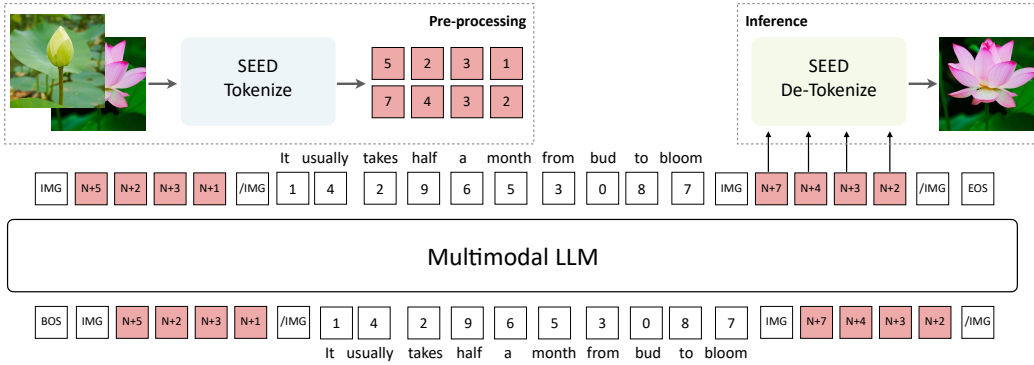 Pre-processing
SEED
Tokenize
5 2 3 1
7 4 3 2
Inference
SEED
De-Tokenize
It usually takes half a month from bud to bloom
IMG N+5 N+2 N+3 N+1 /IMG 1 4 2 9 6 5 3 0 8 7 IMG N+7 N+4 N+3 N+2 /IMG EOS
Multimodal LLM
BOS IMG N+5 N+2 N+3 N+1 /IMG 1 4 2 9 6 5 3 0 8 7 IMG N+7 N+4 N+3 N+2 /IMG
It usually takes half a month from bud to bloom